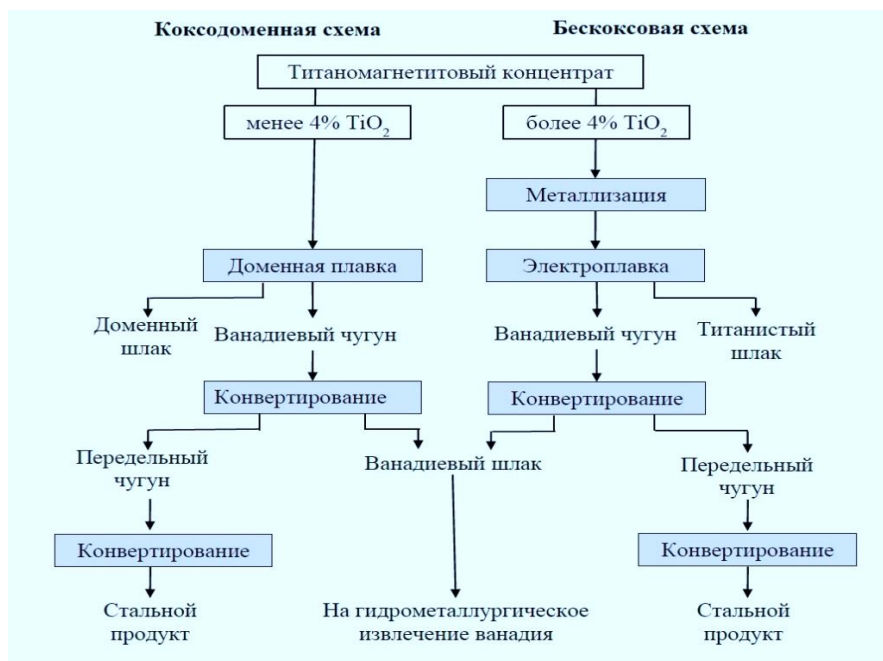 Коксодоменная схема
Бескоксовая схема
Титаномагнетитовый концентрат
менее 4% TiO2
более 4% TiO2
Металлизация
Доменная плавка
Электроплавка
Доменный
шлак
Ванадиевый чугун
Ванадиевый чугун
Титанистый
шлак
Конвертирование
Конвертирование
Передельный
чугун
Ванадиевый шлак
Передельный
чугун
Конвертирование
Конвертирование
Стальной
продукт
На гидрометаллургическое
извлечение ванадия
Стальной
продукт